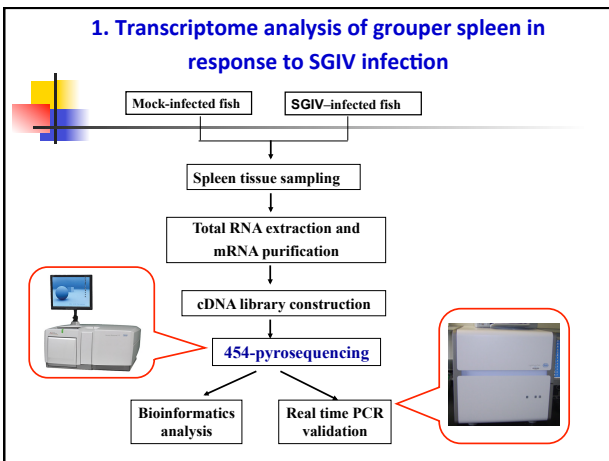 1. Transcriptome analysis of grouper spleen in
response to SGIV infection
Mock-infected fish
SGIV–infected fish
Spleen tissue sampling
Total RNA extraction and
mRNA purification
cDNA library construction
454-pyrosequencing
Bioinformatics
analysis
Real time PCR
validation